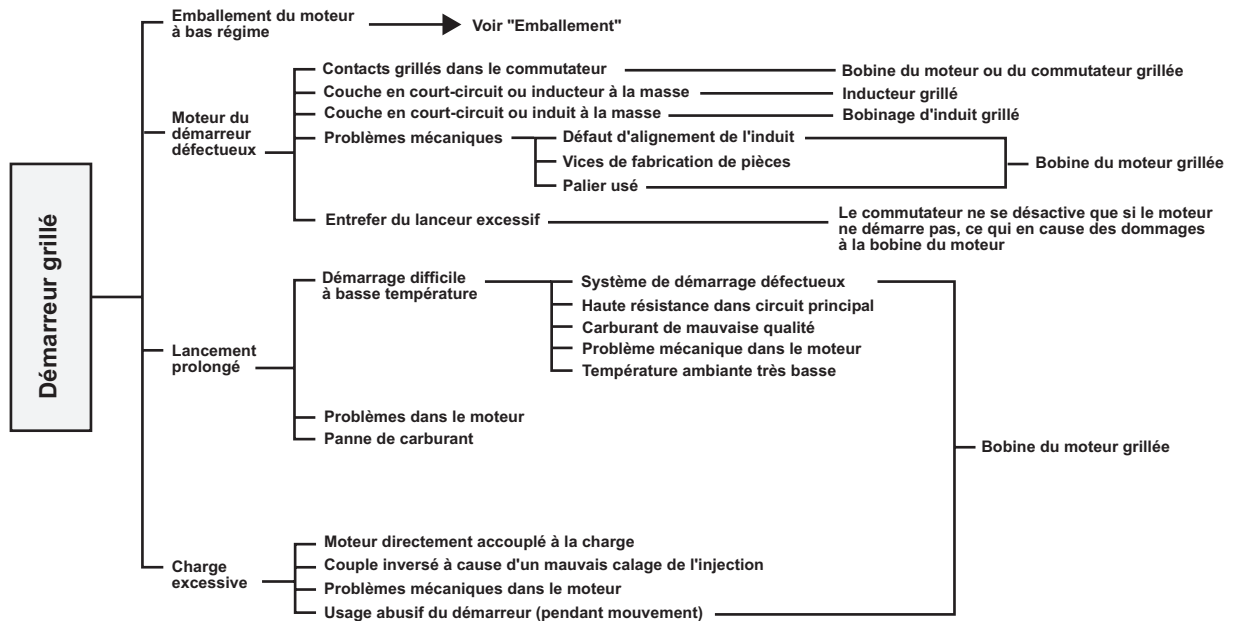 Démarreur grillé
Emballement du moteur
à bas régime
Voir "Emballement"
Moteur du
démarreur
défectueux
Contacts grillés dans le commutateur
Bobine du moteur ou du commutateur grillée
Couche en court-circuit ou inducteur à la masse
Inducteur grillé
Couche en court-circuit ou induit à la masse
Bobinage d'induit grillé
Problèmes mécaniques
Défaut d'alignement de l'induit
Vices de fabrication de pièces
Palier usé
Bobine du moteur grillée
Entrefer du lanceur excessif
Le commutateur ne se désactive que si le moteur
ne démarre pas, ce qui en cause des dommages
à la bobine du moteur
Lancement
prolongé
Démarrage difficile
à basse température
Système de démarrage défectueux
Haute résistance dans circuit principal
Carburant de mauvaise qualité
Problème mécanique dans le moteur
Température ambiante très basse
Problèmes dans le moteur
Panne de carburant
Bobine du moteur grillée
Charge
excessive
Moteur directement accouplé à la charge
Couple inversé à cause d'un mauvais calage de l'injection
Problèmes mécaniques dans le moteur
Usage abusif du démarreur (pendant mouvement)